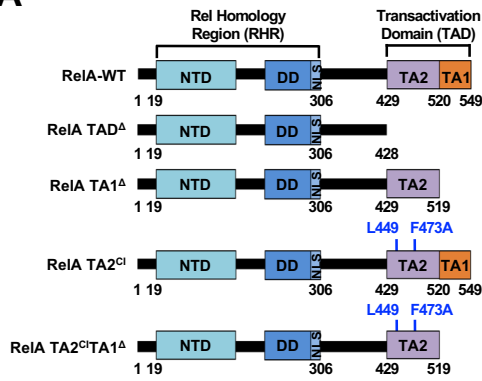 A
Rel Homology
Region (RHR)
Transactivation
Domain (TAD)
RelA-WT
NTD
DD
NLS
TA2
TA1
1 19
306
429
520 549
RelA TADΔ
NTD
DD
NLS
1 19
306
428
RelA TA1Δ
NTD
DD
NLS
TA2
1 19
306
429
519
L449
F473A
RelA TA2CI
NTD
DD
NLS
TA2
TA1
1 19
306
429
520 549
L449
F473A
RelA TA2CITA1Δ
NTD
DD
NLS
TA2
1 19
306
429
519